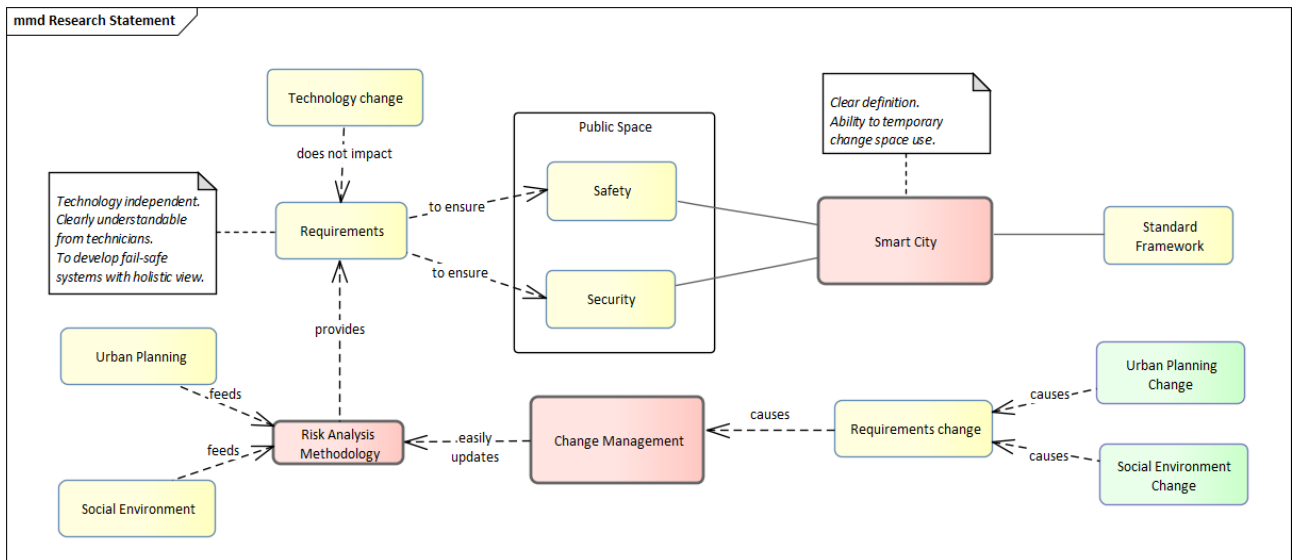 mmd Research Statement
Technology change
does not impact
Clear definition.
Ability to temporary
change space use.
Public Space
Technology independent.
Clearly understandable
from technicians.
To develop fail-safe
systems with holistic view.
Requirements
to ensure
to ensure
Safety
Security
Smart City
Standard
Framework
provides
Urban Planning
feeds
feeds
Social Environment
Risk Analysis
Methodology
easily
updates
Change Management
causes
Requirements change
causes
causes
Urban Planning
Change
Social Environment
Change